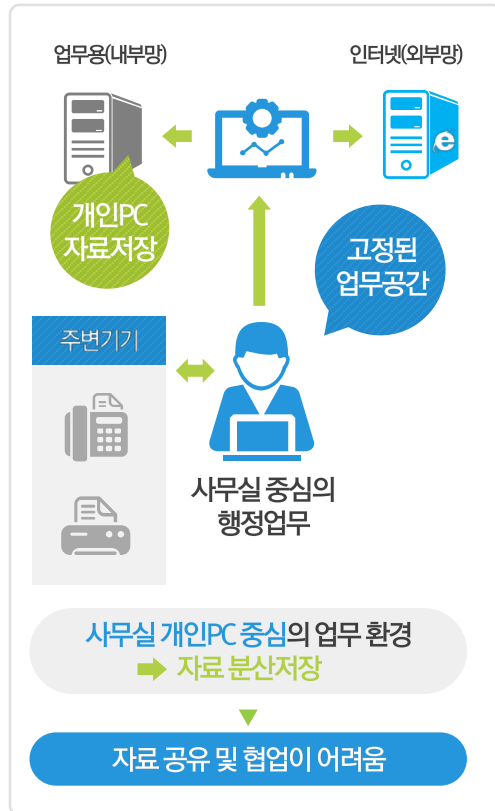 업무용(내부망)
인터넷(외부망)
개인PC
자료저장
고정된
업무공간
주변기기
사무실 중심의
행정업무
사무실 개인PC 중심의 업무 환경
➡ 자료 분산저장
자료 공유 및 협업이 어려움